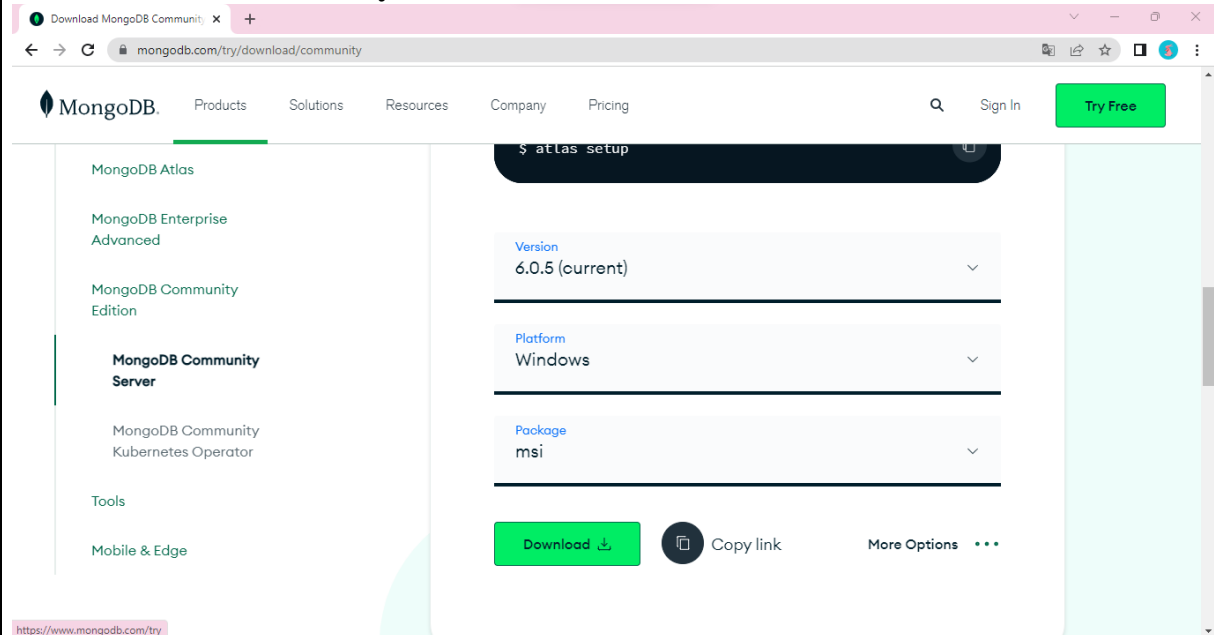 Download MongoDB Community
mongodb.com/try/download/community
MongoDB.
Products
Solutions
Resources
Company
Pricing
Sign In
Try Free
MongoDB Atlas
MongoDB Enterprise
Advanced
MongoDB Community
Edition
MongoDB Community
Server
MongoDB Community
Kubernetes Operator
Tools
Mobile & Edge
$ atlas setup
Version
6.0.5 (current)
Platform
Windows
Package
msi
Download
Copy link
More Options
https://www.mongodb.com/try